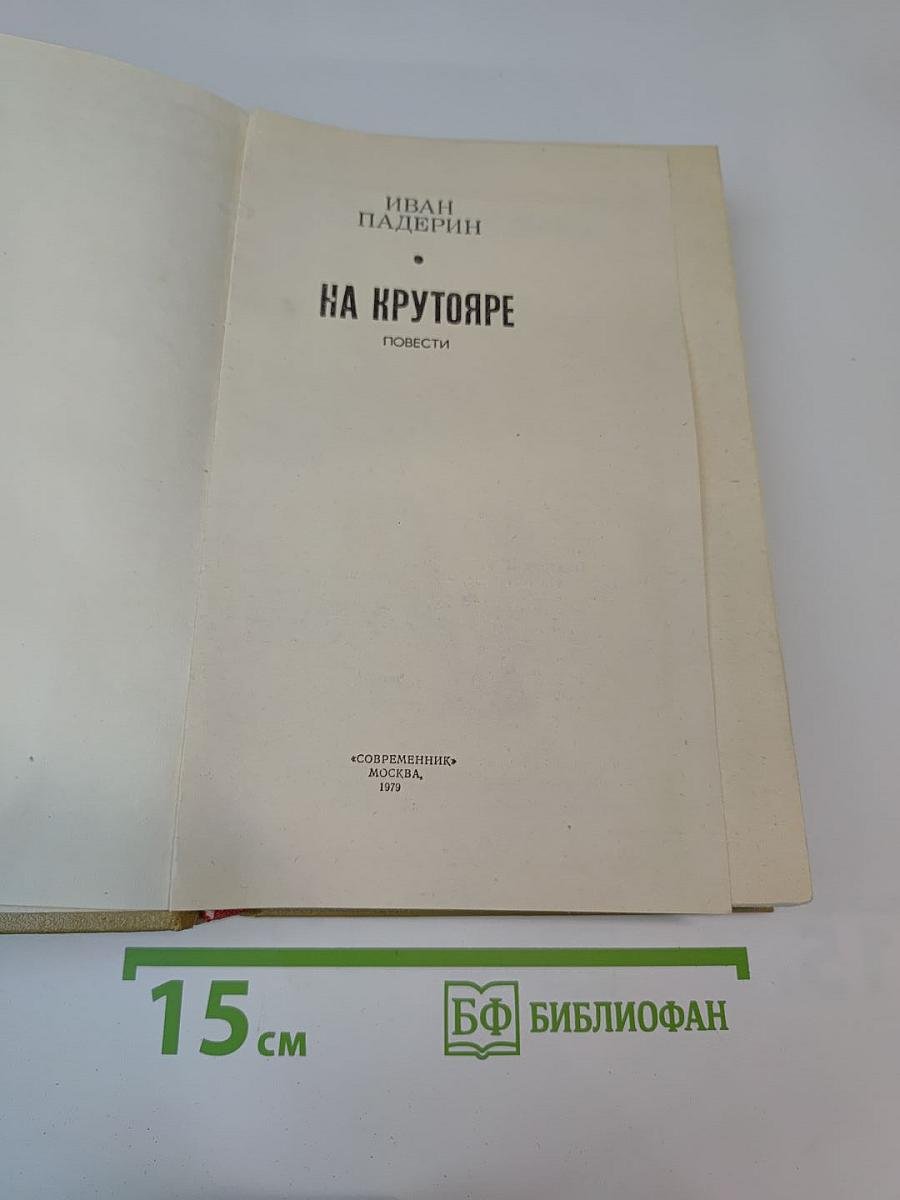 ИВАН
ПАДЕРИН
НА КРУТОЯРЕ
ПОВЕСТИ
«СОВРЕМЕННИК»
МОСКВА,
1979
15 см
БФ БИБЛИОФАН